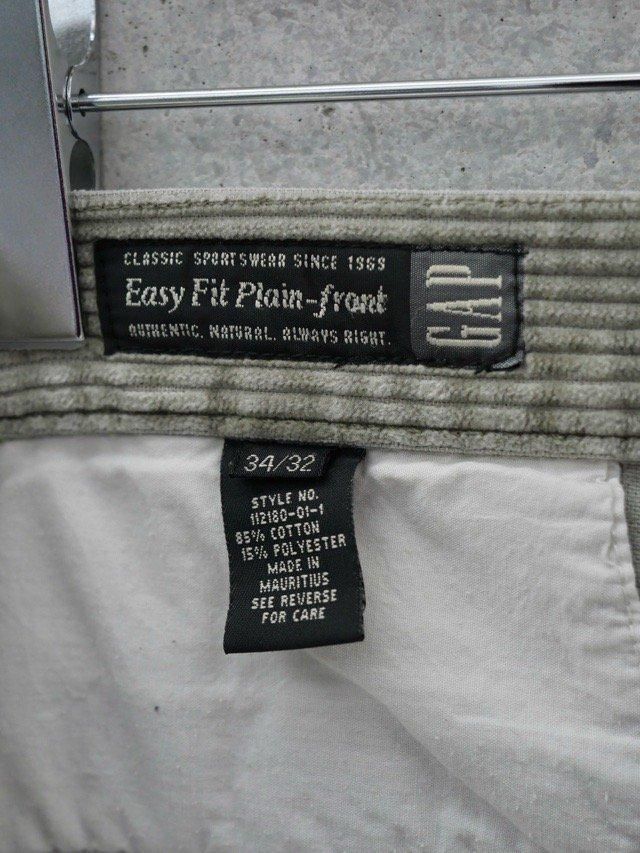 CLASSIC SPORTSWEAR SINCE 1969
Easy Fit Plain-front
AUTHENTIC. NATURAL. ALWAYS RIGHT.
GAP
34/32
STYLE NO.
112180-01-1
85% COTTON
15% POLYESTER
MADE IN
MAURITIUS
SEE REVERSE
FOR CARE